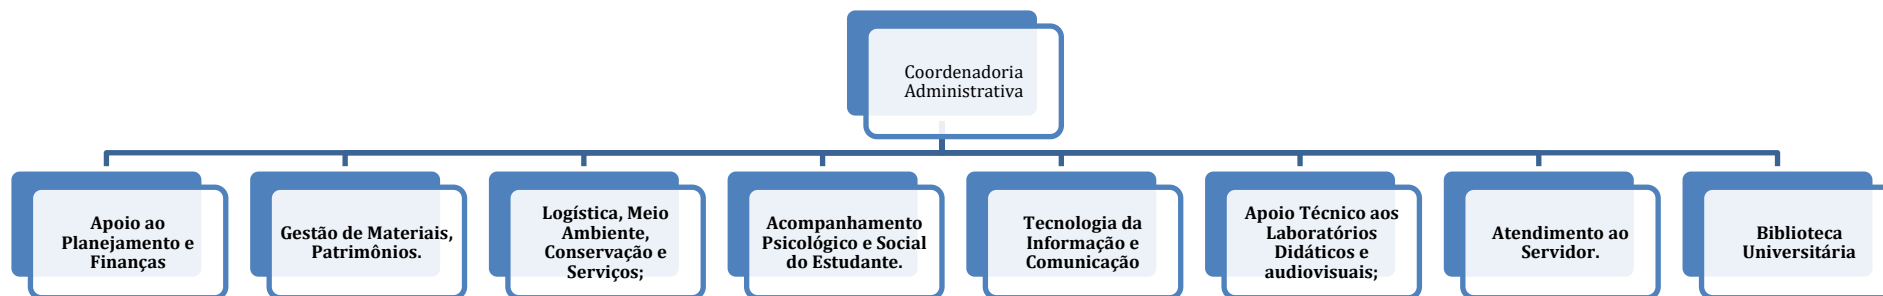 Coordenadoria
Administrativa
Apoio ao
Planejamento e
Finanças
Gestão de Materiais,
Patrimônios.
Logística, Meio
Ambiente,
Conservação e
Serviços;
Acompanhamento
Psicológico e Social
do Estudante.
Tecnologia da
Informação e
Comunicação
Apoio Técnico aos
Laboratórios
Didáticos e
audiovisuais;
Atendimento ao
Servidor.
Biblioteca
Universitária